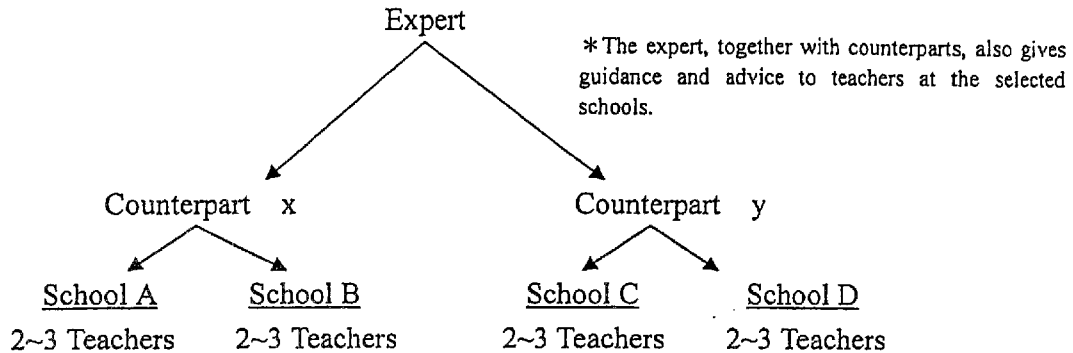 Expert
*The expert, together with counterparts, also gives
guidance and advice to teachers at the selected
schools.
Counterpart x
Counterpart y
School A
School B
School C
School D
2~3 Teachers
2~3 Teachers
2~3 Teachers
2~3 Teachers